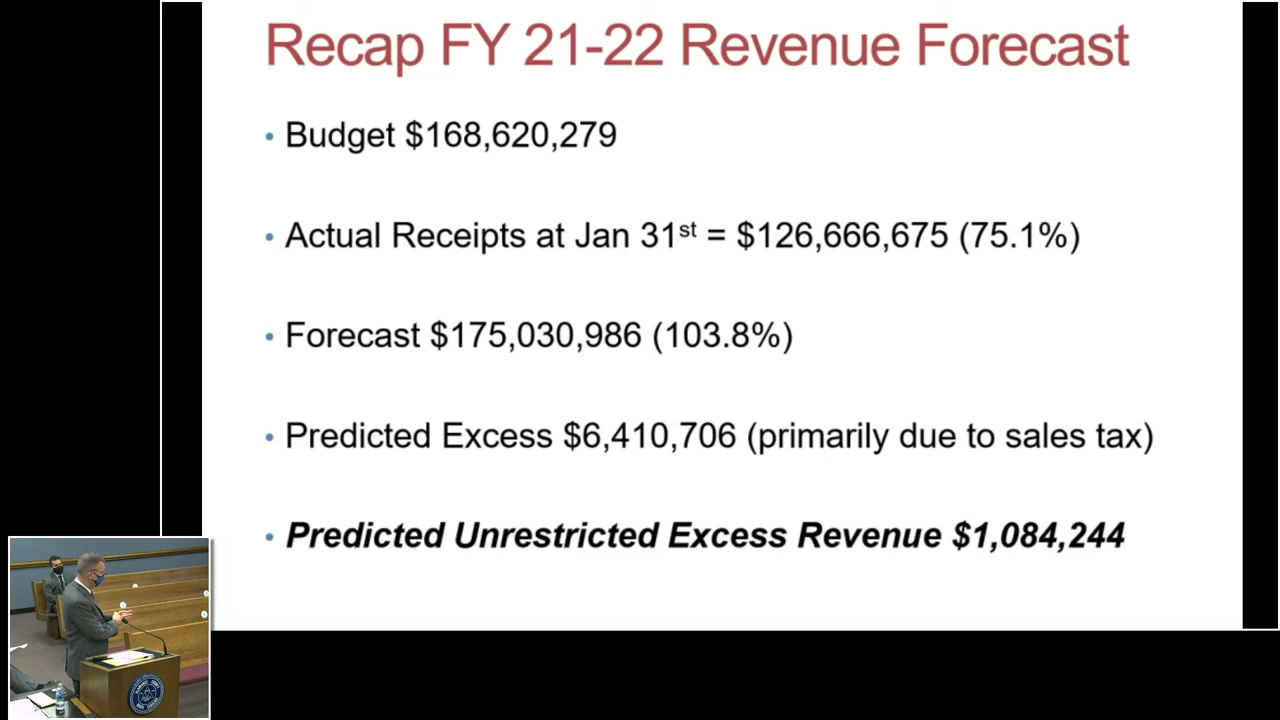 Recap FY 21-22 Revenue Forecast
• Budget $168,620,279
• Actual Receipts at Jan 31st = $126,666,675 (75.1%)
• Forecast $175,030,986 (103.8%)
• Predicted Excess $6,410,706 (primarily due to sales tax)
• Predicted Unrestricted Excess Revenue $1,084,244